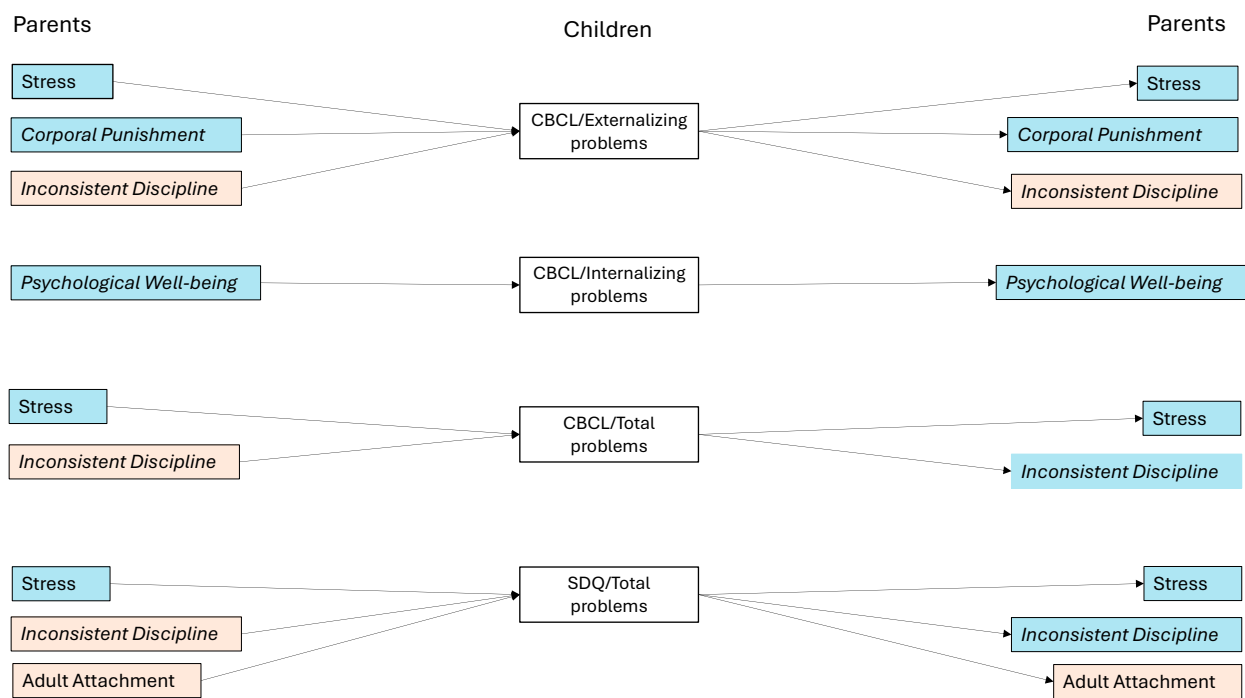 Parents
Children
Parents
Stress
Corporal Punishment
Inconsistent Discipline
CBCL/Externalizing
problems
Stress
Corporal Punishment
Inconsistent Discipline
Psychological Well-being
CBCL/Internalizing
problems
Psychological Well-being
Stress
Inconsistent Discipline
CBCL/Total
problems
Stress
Inconsistent Discipline
Stress
Inconsistent Discipline
Adult Attachment
SDQ/Total
problems
Stress
Inconsistent Discipline
Adult Attachment